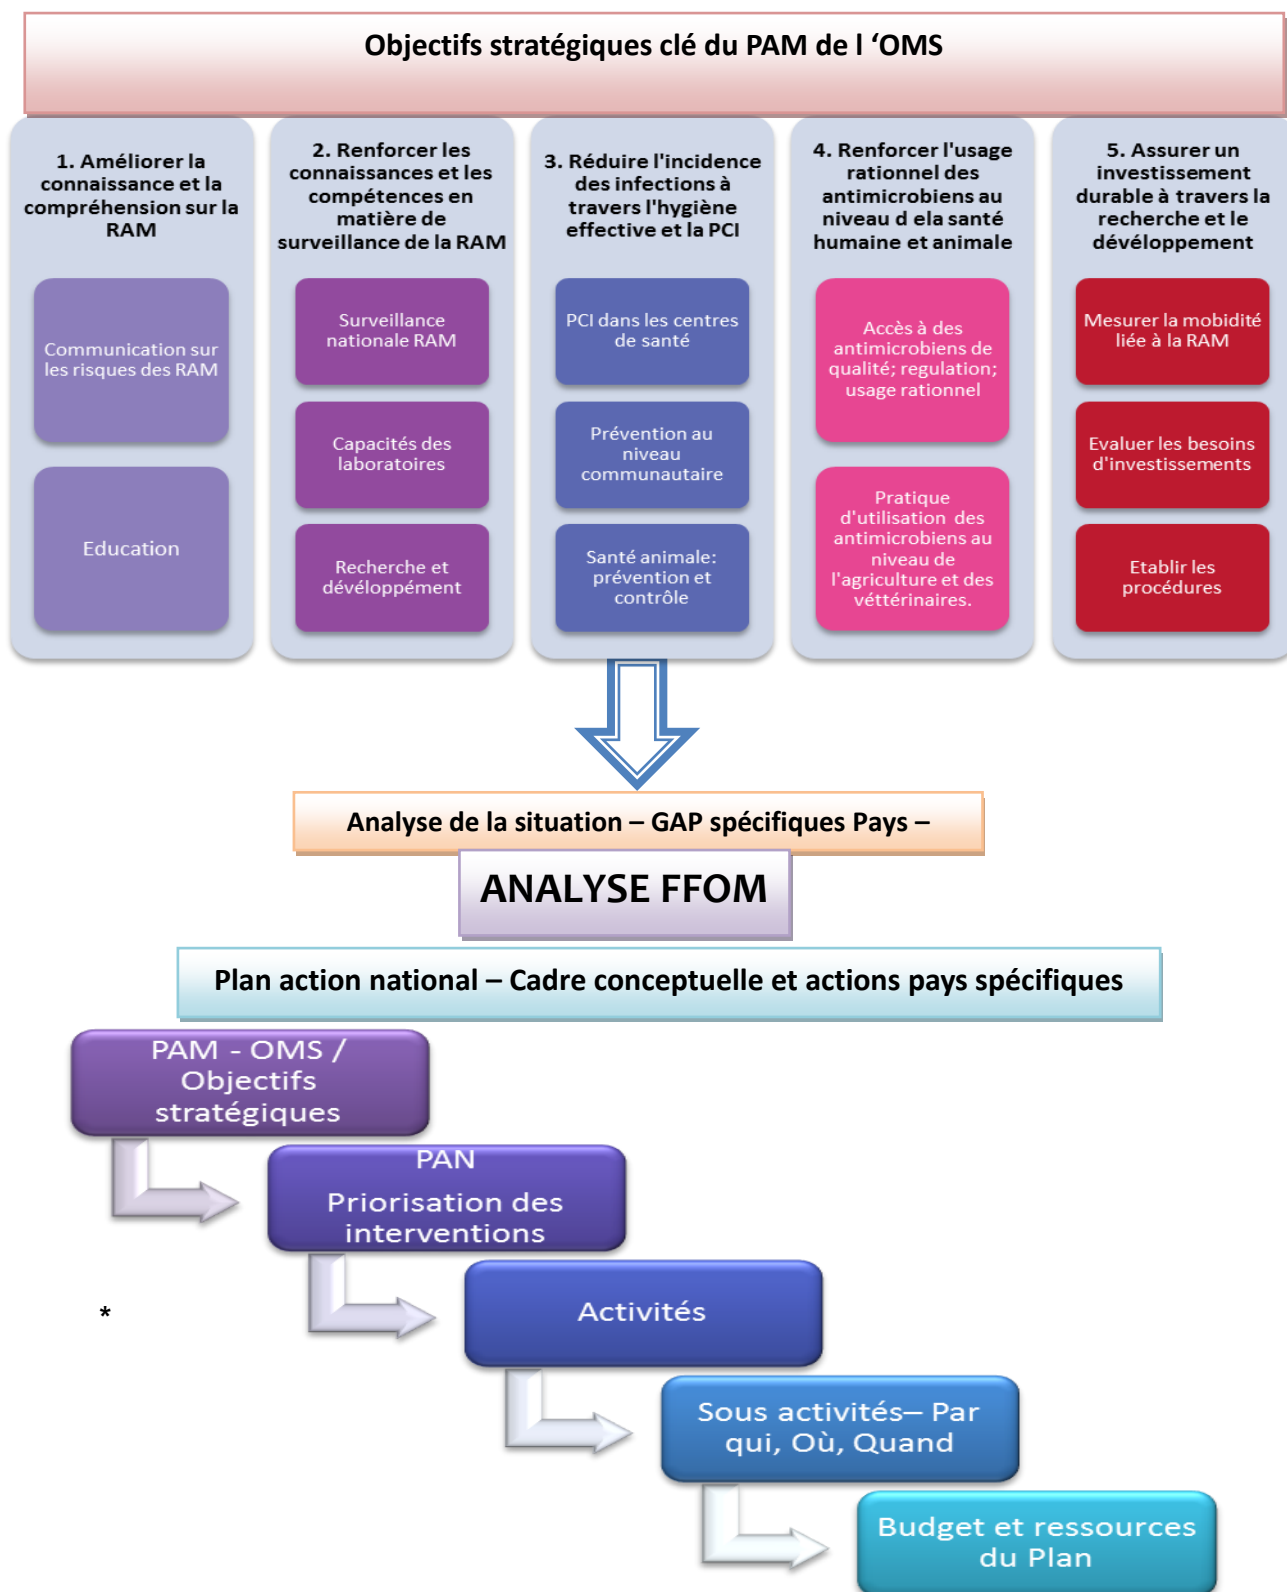 Objectifs stratégiques clé du PAM de l ‘OMS
1. Améliorer la
connaissance et la
compréhension sur la
RAM
Communication sur
les risques des RAM
Education
2. Renforcer les
connaissances et les
compétences en
matière de
surveillance de la RAM
Surveillance
nationale RAM
Capacités des
laboratoires
Recherche et
dévéloppément
3. Réduire l'incidence
des infections à
travers l'hygiène
effective et la PCI
PCI dans les centres
de santé
Prévention au
niveau
communautaire
Santé animale:
prévention et
contrôle
4. Renforcer l'usage
rationnel des
antimicrobiens au
niveau d ela santé
humaine et animale
Accès à des
antimicrobiens de
qualité; regulation;
usage rationnel
Pratique
d'utilisation des
antimicrobiens au
niveau de
l'agriculture et des
véttérinaires.
5. Assurer un
investissement
durable à travers la
recherche et le
dévéloppement
Mesurer la mobidité
liée à la RAM
Evaluer les besoins
d'investissements
Etablir les
procédures
Analyse de la situation – GAP spécifiques Pays –
ANALYSE FFOM
Plan action national – Cadre conceptuelle et actions pays spécifiques
PAM - OMS /
Objectifs
stratégiques
PAN
Priorisation des
interventions
*
Activités
Sous activités– Par
qui, Où, Quand
Budget et ressources
du Plan